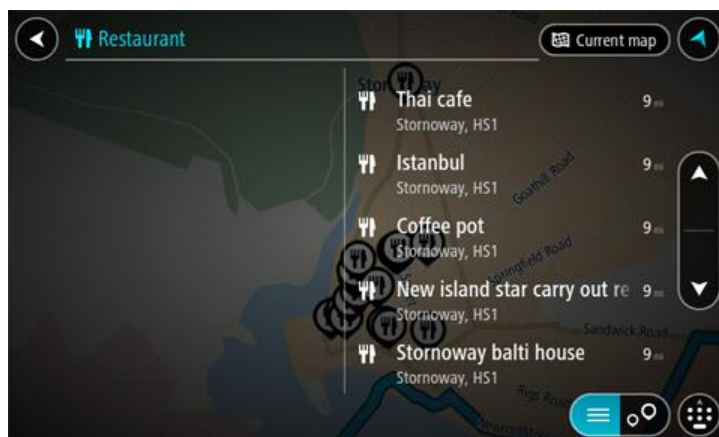 Restaurant
Current map
Thai cafe
9 mi
Stornoway, HS1
Istanbul
9 mi
Stornoway, HS1
Coffee pot
9 mi
Stornoway, HS1
New island star carry out re
9 mi
Stornoway, HS1
Stornoway balti house
9 mi
Stornoway, HS1
Goathill Road
Springfield Road
Sandwick Road
Rigs Road